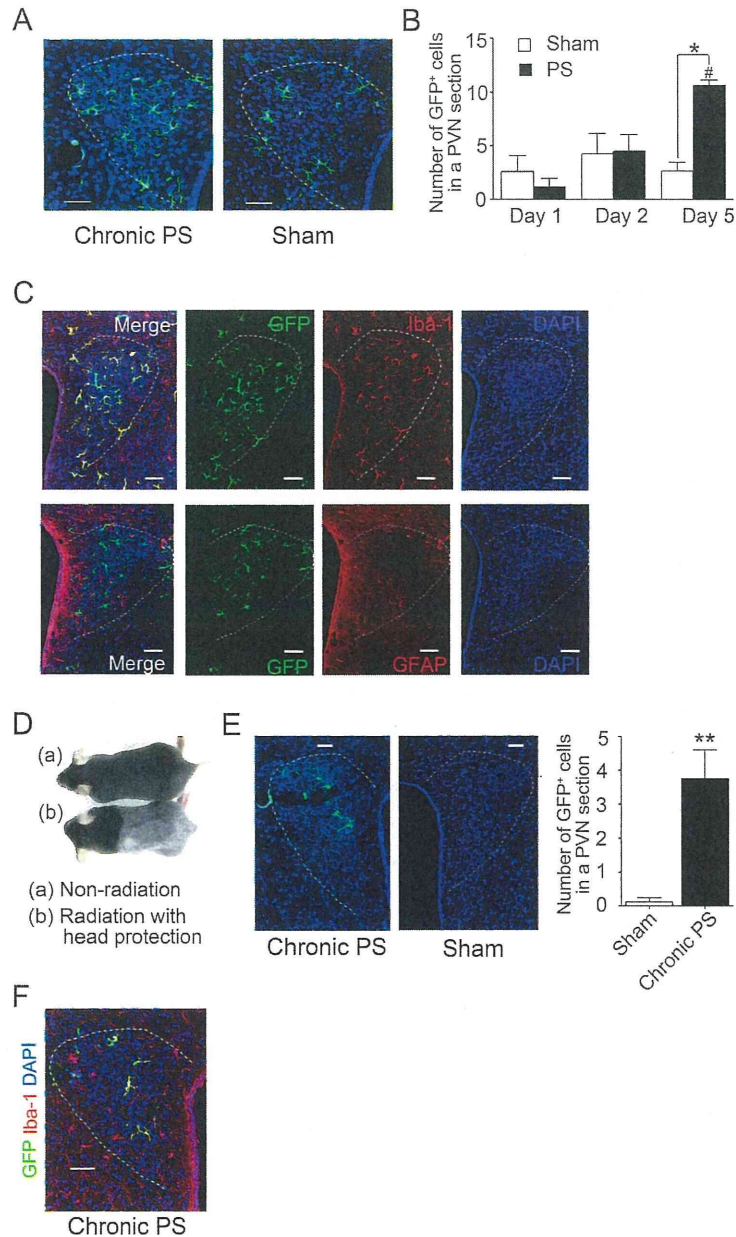 A
Chronic PS
Sham
B
Number of GFP+ cells
in a PVN section
15
10
5
0
Sham
PS
*
#
Day 1
Day 2
Day 5
C
Merge
GFP
Iba-1
DAPI
Merge
GFP
GFAP
DAPI
D
(a)
(b)
(a) Non-radiation
(b) Radiation with
head protection
E
Chronic PS
Sham
Number of GFP+ cells
in a PVN section
5
4
3
2
1
0
**
Sham
Chronic PS
F
GFP Iba-1 DAPI
Chronic PS